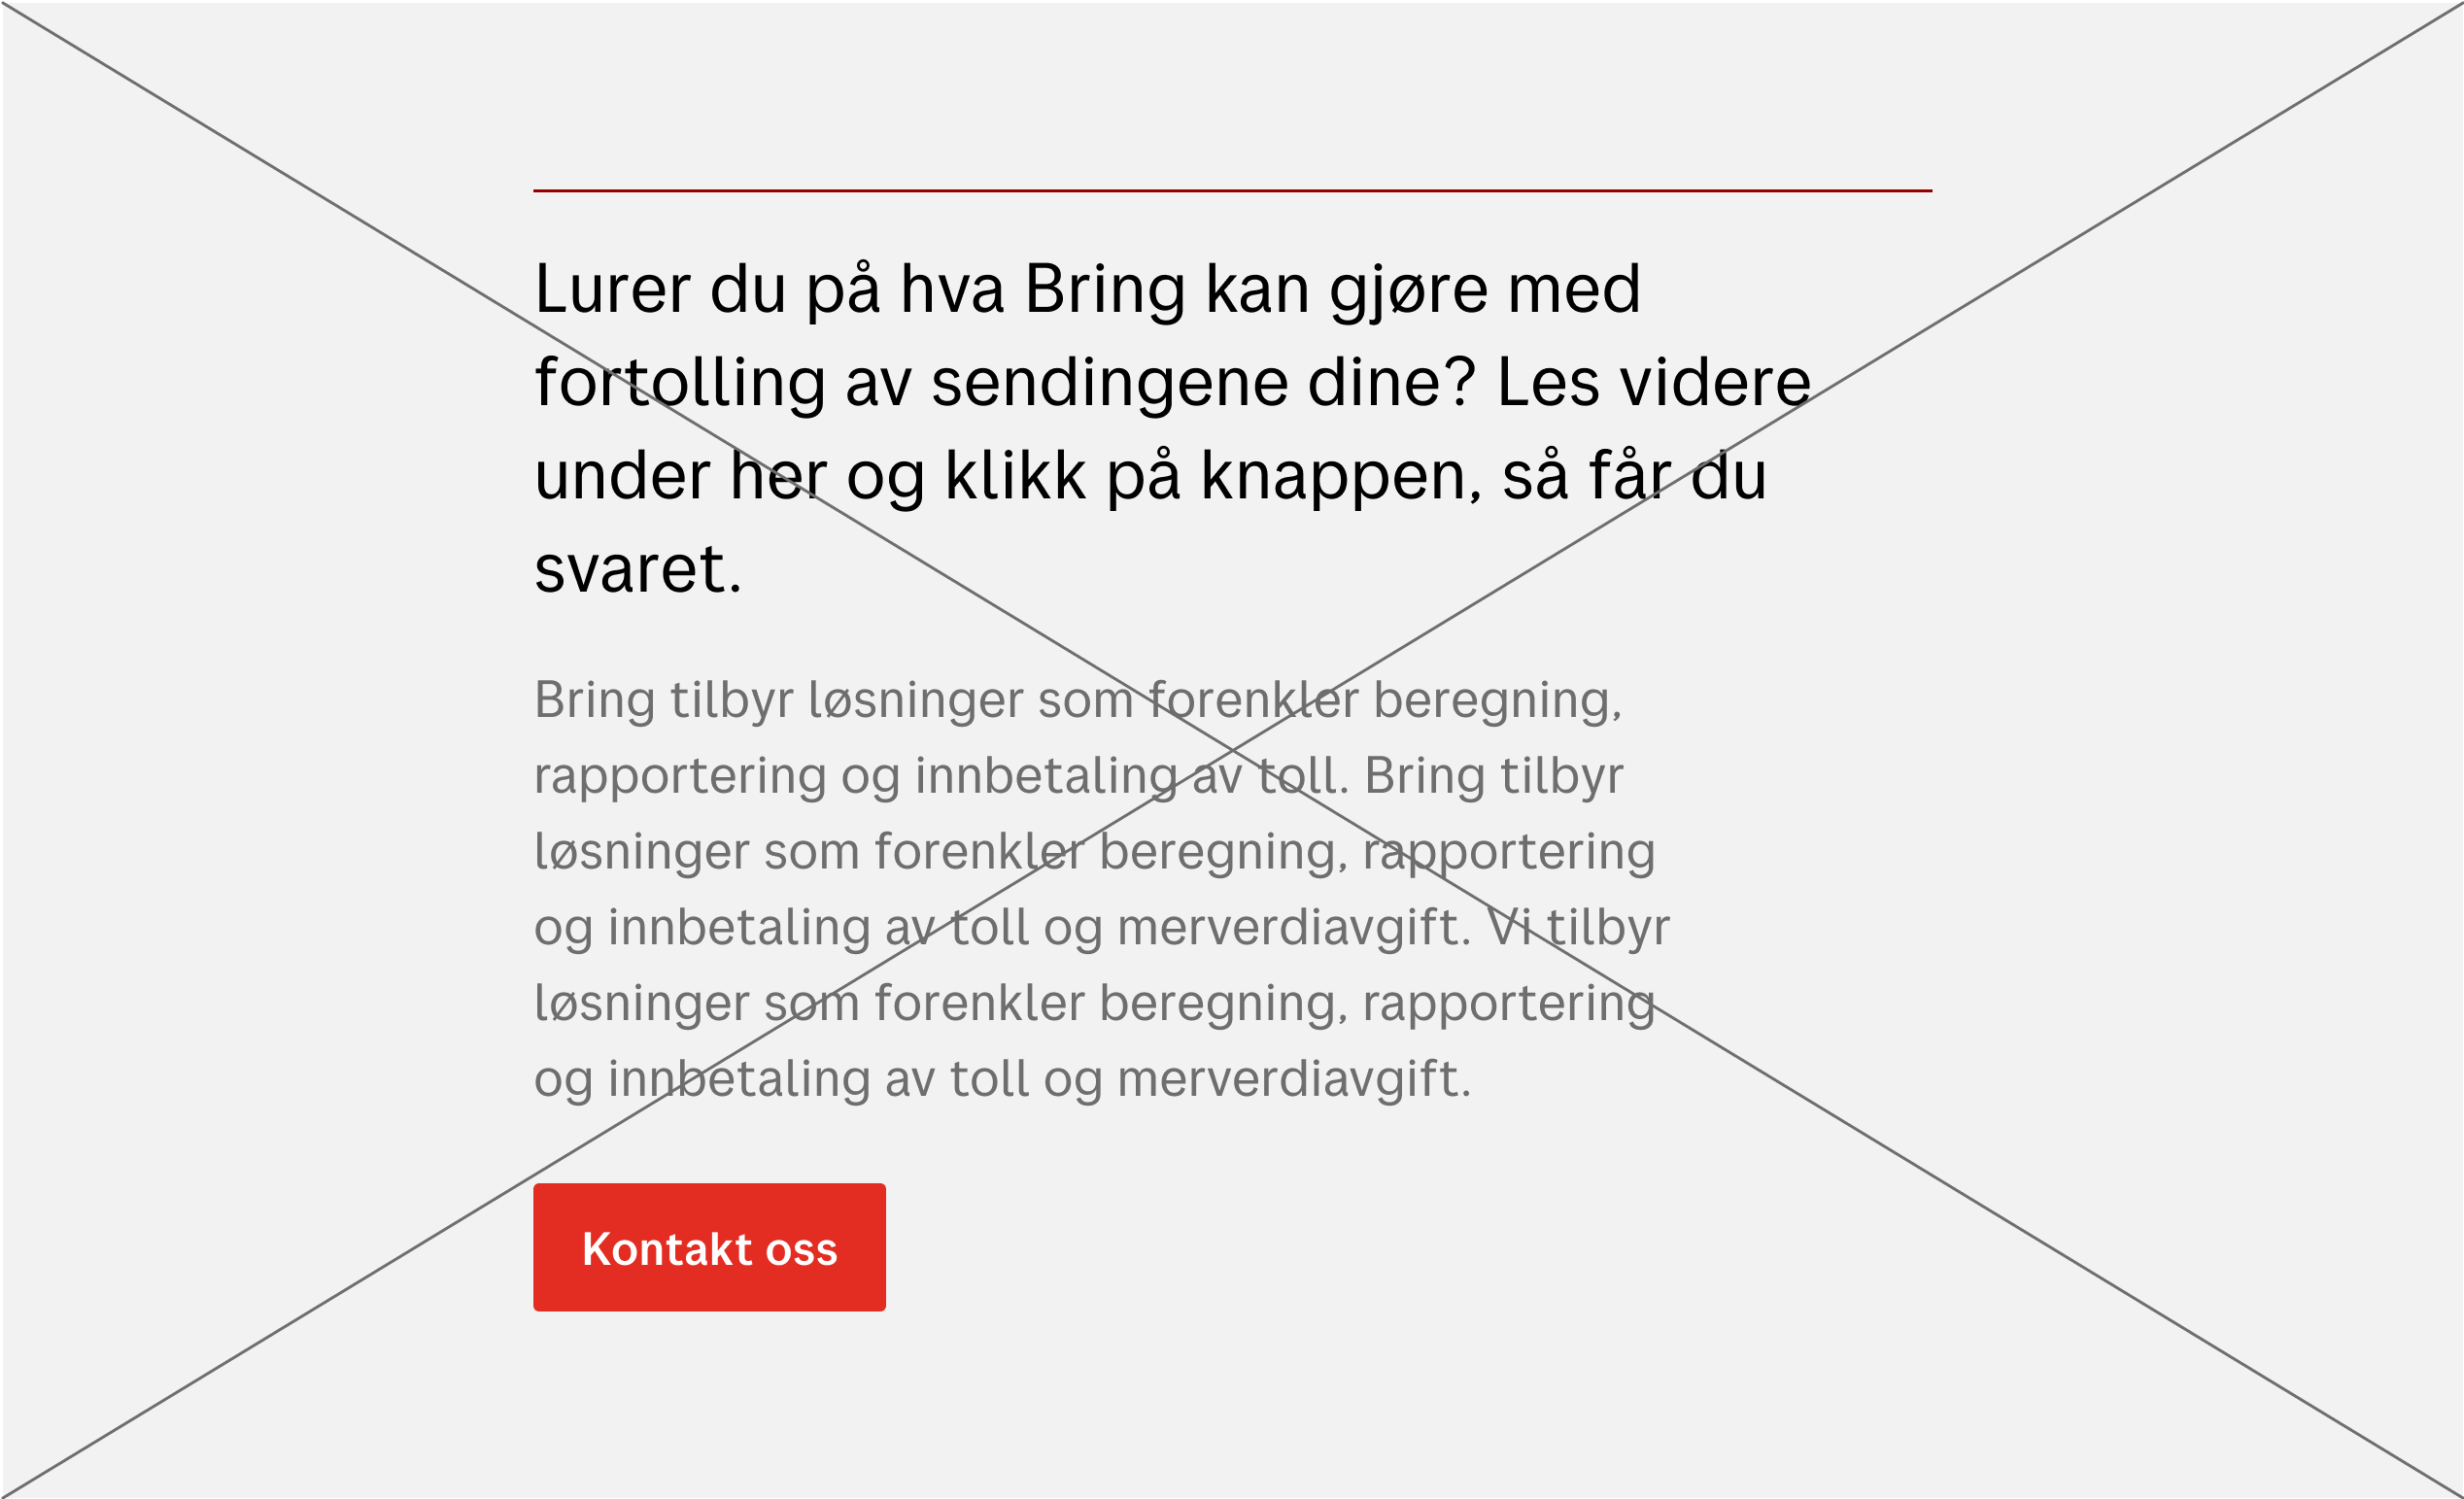 Lurer du på hva Bring kan gjøre med
fortolling av sendingene dine? Les videre
under her og klikk på knappen, så får du
svaret.
Bring tilbyr løsninger som forenkler beregning,
rapportering og innbetaling av toll. Bring tilbyr
løsninger som forenkler beregning, rapportering
og innbetaling av toll og merverdiavgift. Vi tilbyr
løsninger som forenkler beregning, rapportering
og innbetaling av toll og merverdiavgift.
Kontakt oss